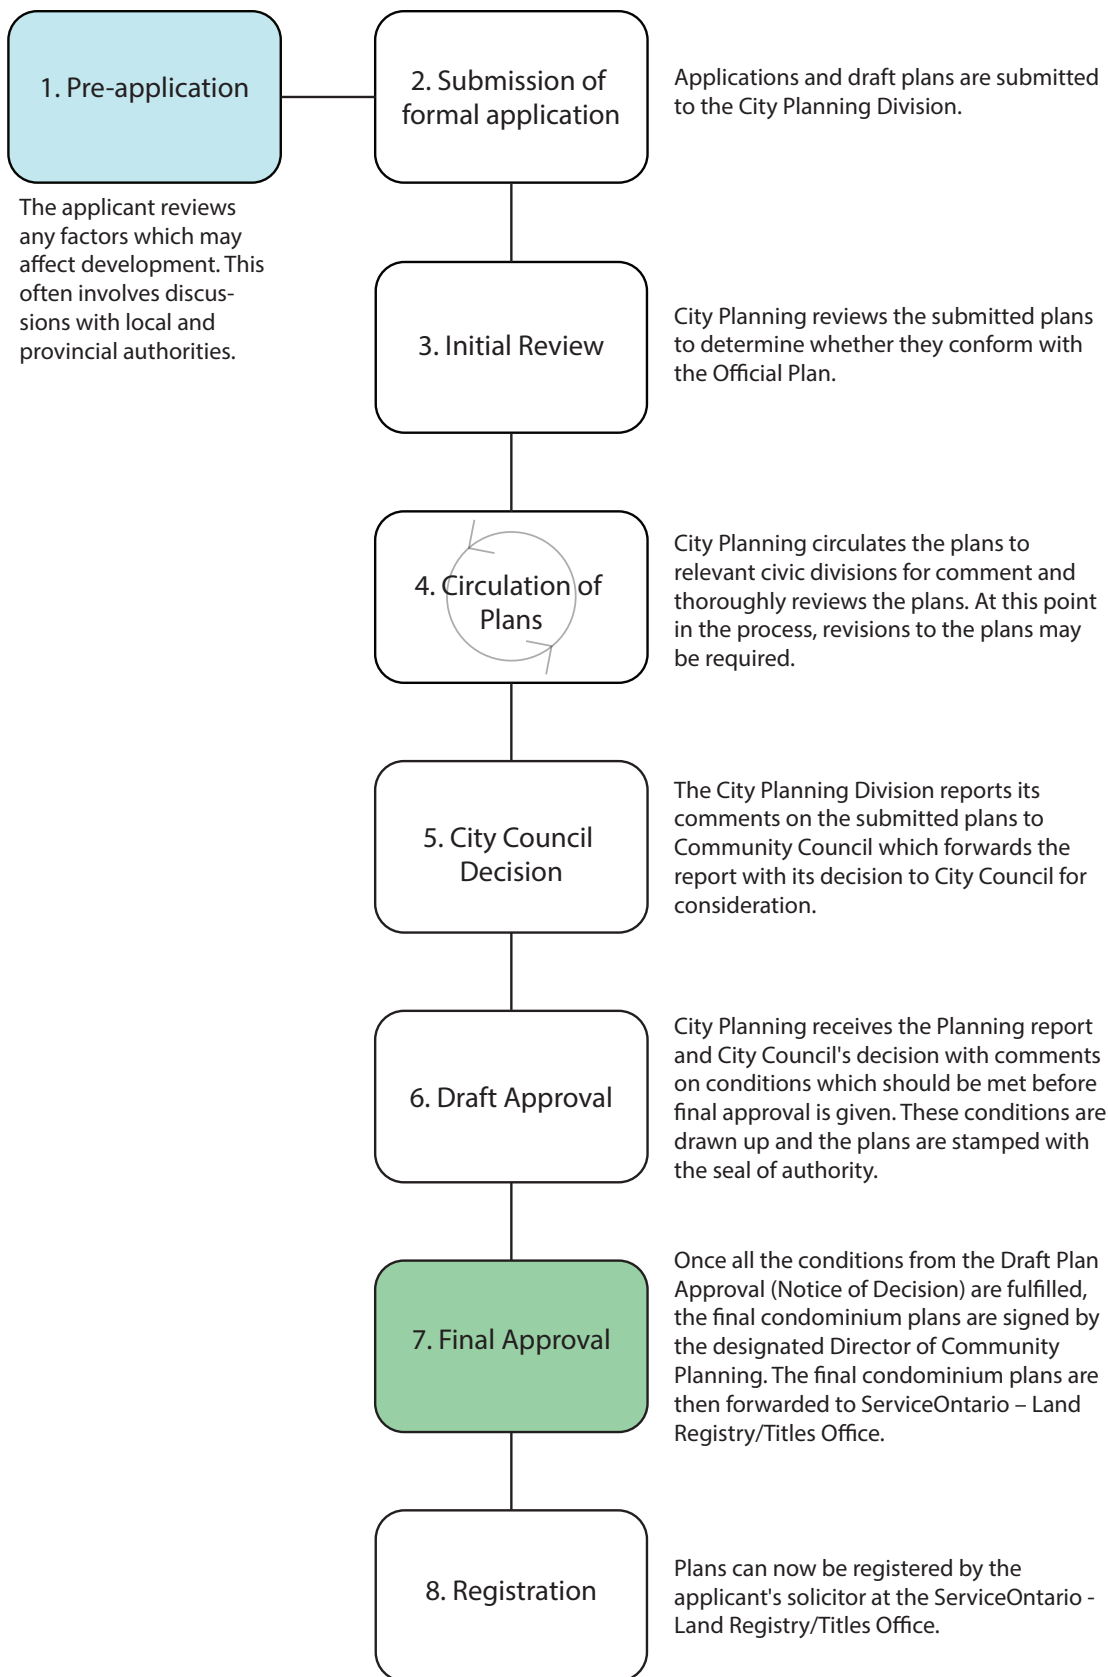 1. Pre-application
The applicant reviews
any factors which may
affect development. This
often involves discus-
sions with local and
provincial authorities.
2. Submission of
formal application
Applications and draft plans are submitted
to the City Planning Division.
3. Initial Review
City Planning reviews the submitted plans
to determine whether they conform with
the Official Plan.
4. Circulation of
Plans
City Planning circulates the plans to
relevant civic divisions for comment and
thoroughly reviews the plans. At this point
in the process, revisions to the plans may
be required.
5. City Council
Decision
The City Planning Division reports its
comments on the submitted plans to
Community Council which forwards the
report with its decision to City Council for
consideration.
6. Draft Approval
City Planning receives the Planning report
and City Council's decision with comments
on conditions which should be met before
final approval is given. These conditions are
drawn up and the plans are stamped with
the seal of authority.
7. Final Approval
Once all the conditions from the Draft Plan
Approval (Notice of Decision) are fulfilled,
the final condominium plans are signed by
the designated Director of Community
Planning. The final condominium plans are
then forwarded to ServiceOntario – Land
Registry/Titles Office.
8. Registration
Plans can now be registered by the
applicant's solicitor at the ServiceOntario -
Land Registry/Titles Office.